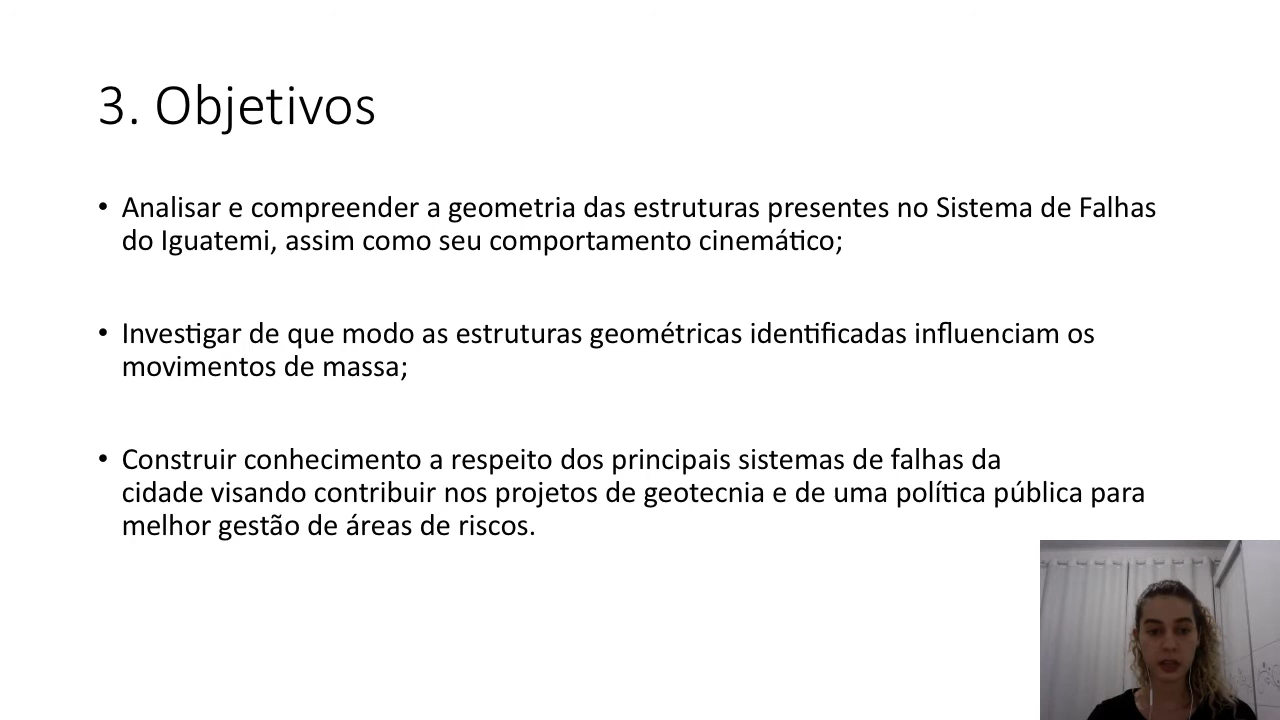 3. Objetivos
• Analisar e compreender a geometria das estruturas presentes no Sistema de Falhas
do Iguatemi, assim como seu comportamento cinemático;
• Investigar de que modo as estruturas geométricas identificadas influenciam os
movimentos de massa;
• Construir conhecimento a respeito dos principais sistemas de falhas da
cidade visando contribuir nos projetos de geotecnia e de uma política pública para
melhor gestão de áreas de riscos.